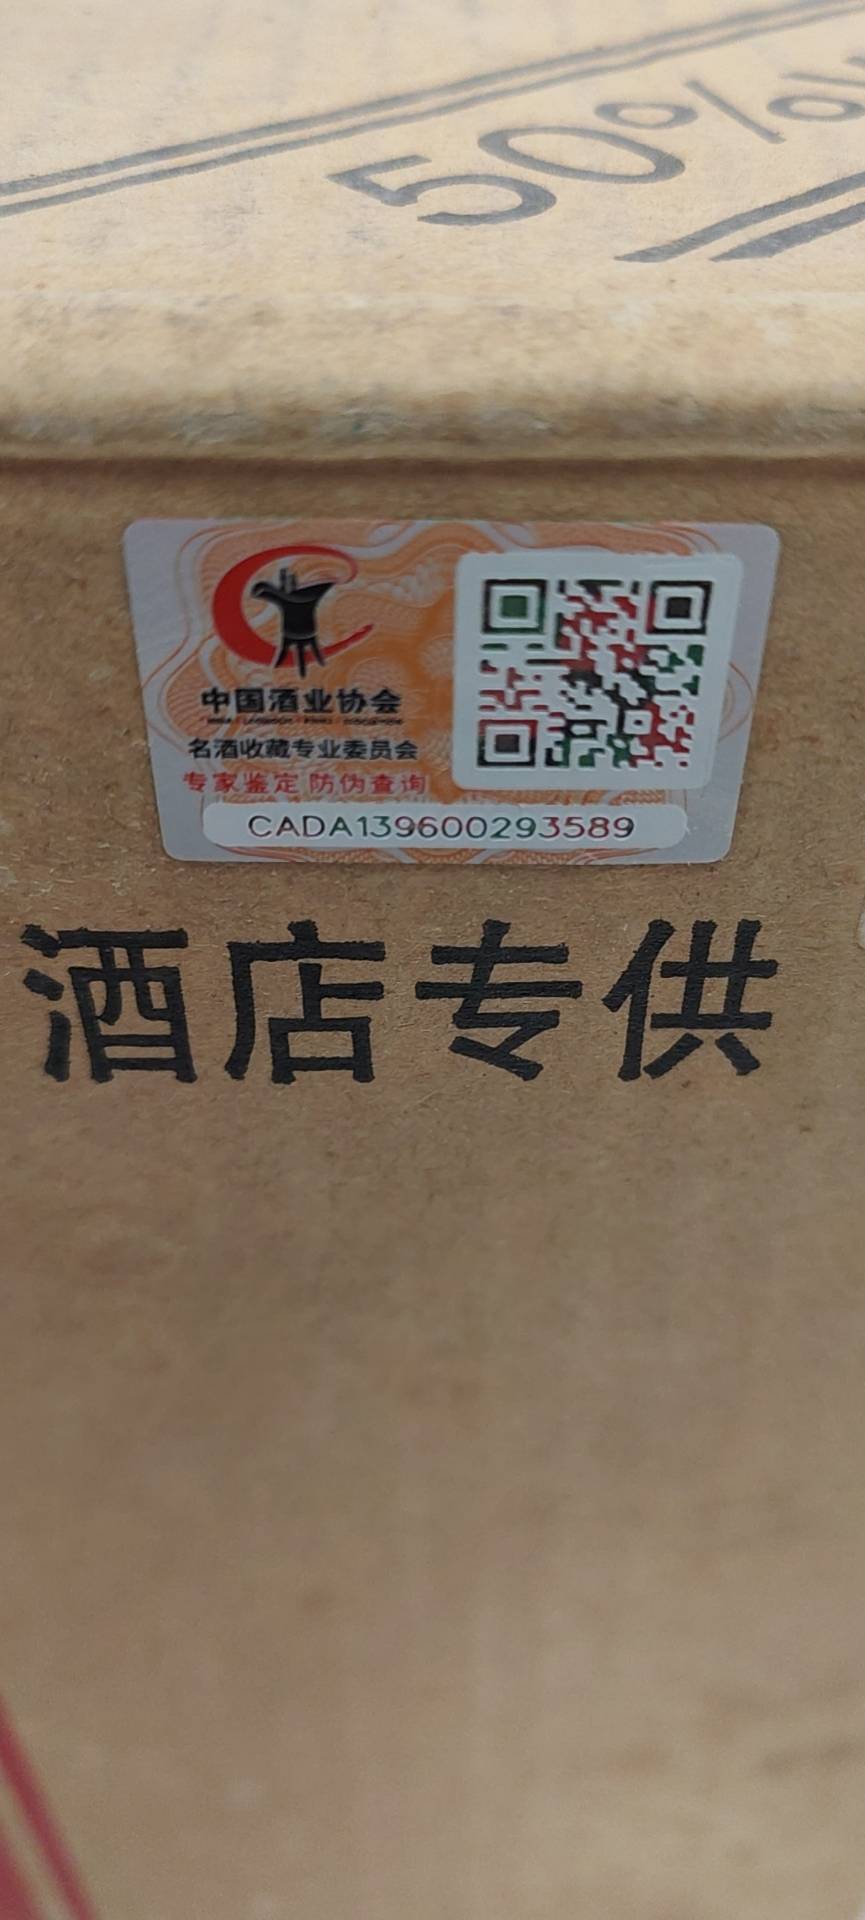 50%
中国酒业协会
名酒收藏专业委员会
专家鉴定 防伪查询
CADA139600293589
酒店专供